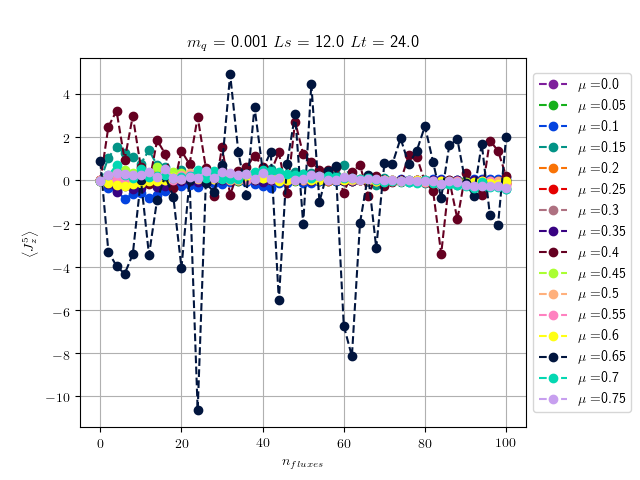 m_q = 0.001 Ls = 12.0 Lt = 24.0
4
2
0
−2
−4
−6
−8
−10
0 20 40 60 80 100
⟨J_z^5⟩
n_{fluxes}
μ =0.0
μ =0.05
μ =0.1
μ =0.15
μ =0.2
μ =0.25
μ =0.3
μ =0.35
μ =0.4
μ =0.45
μ =0.5
μ =0.55
μ =0.6
μ =0.65
μ =0.7
μ =0.75